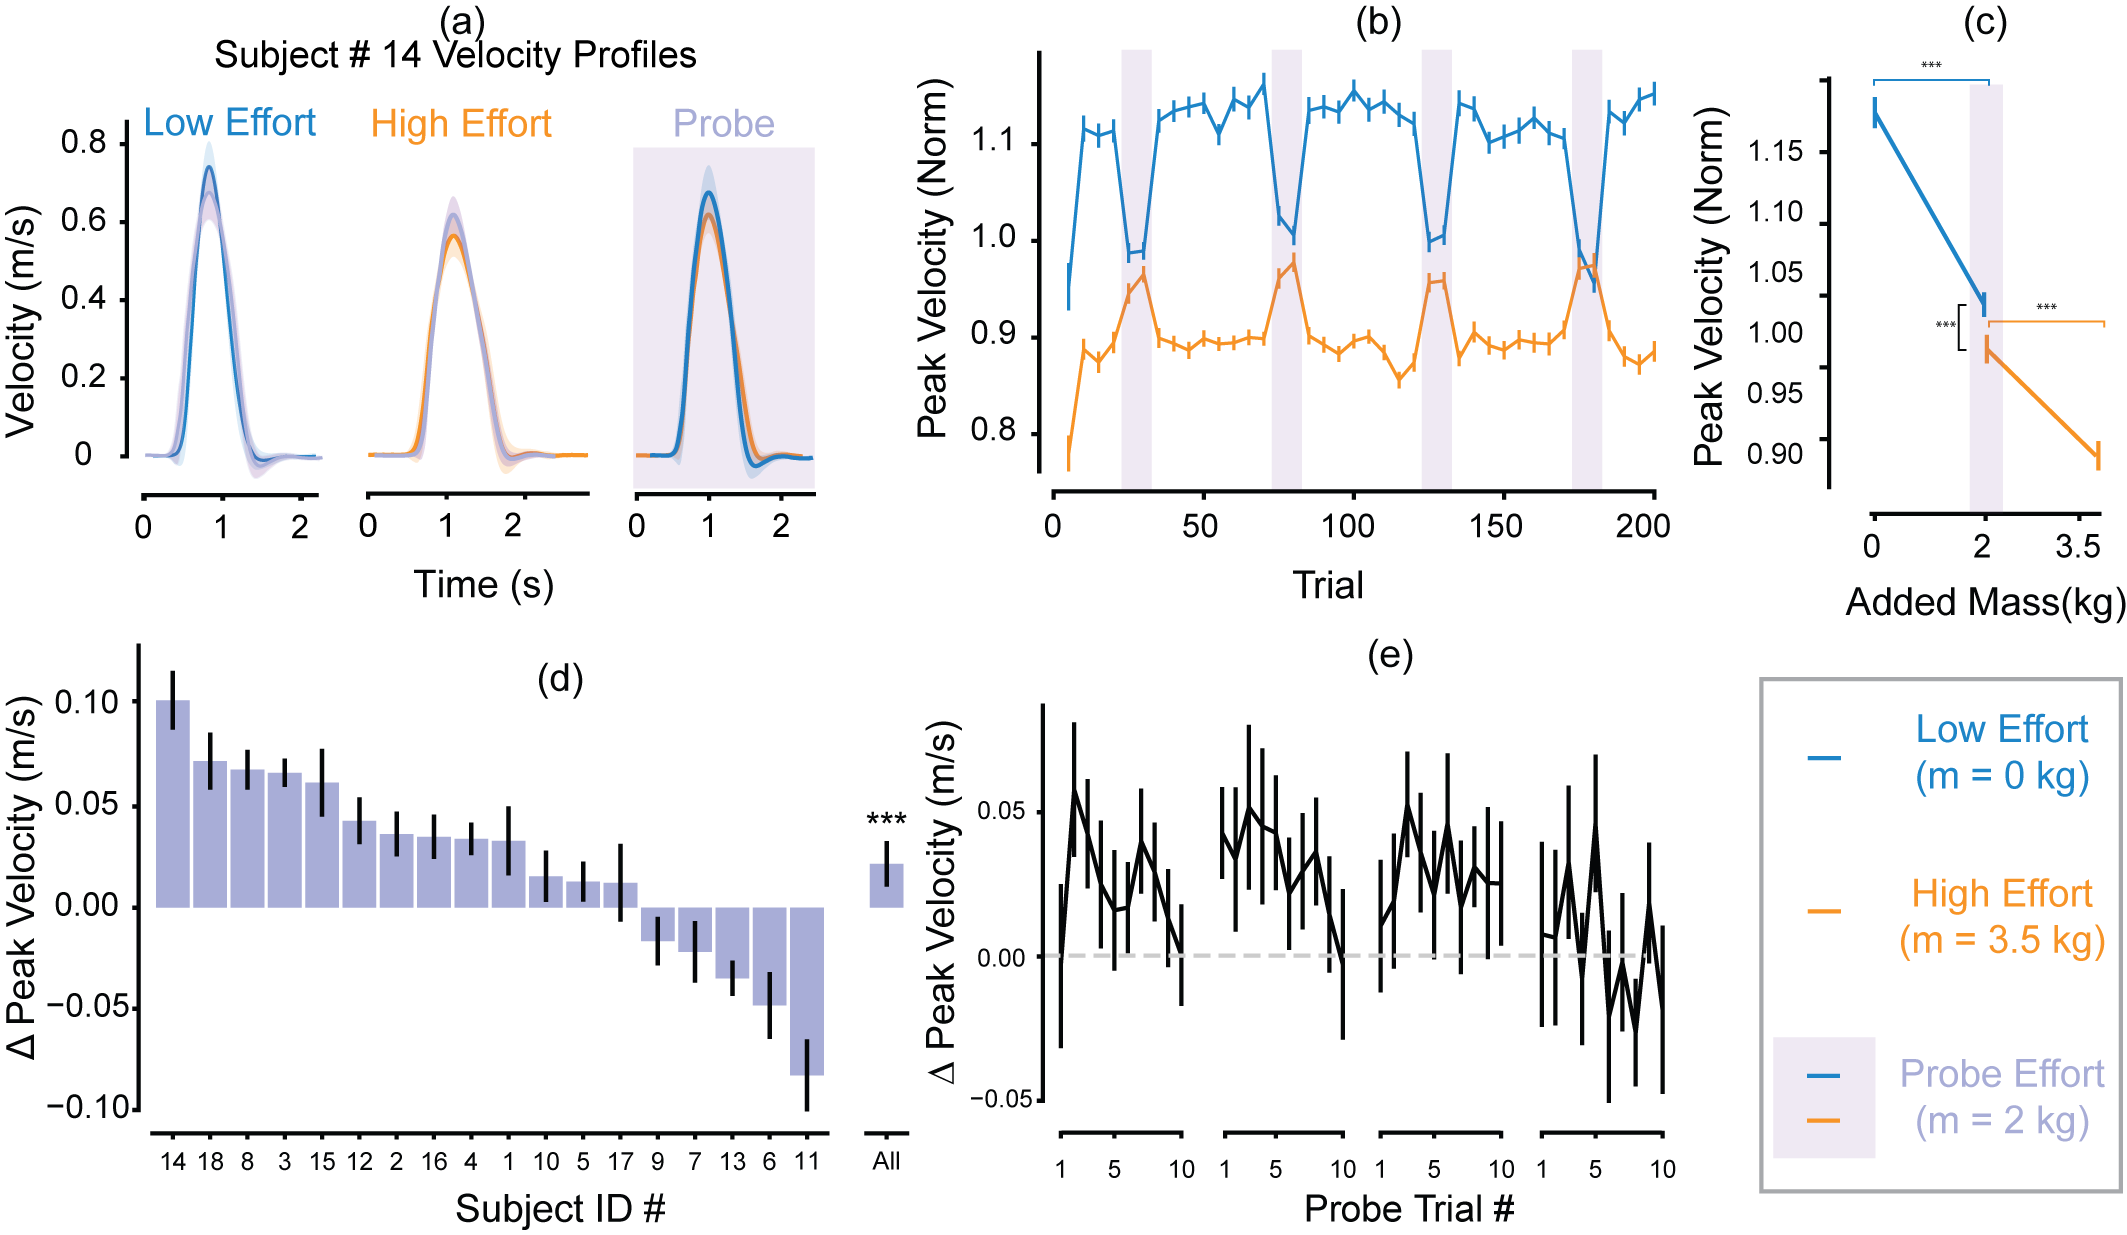 (a)
Subject # 14 Velocity Profiles
Low Effort
High Effort
Probe
Velocity (m/s)
0.8
0.6
0.4
0.2
0
0 1 2
0 1 2
0 1 2
Time (s)
(b)
Peak Velocity (Norm)
1.1
1.0
0.9
0.8
0 50 100 150 200
Trial
(c)
Peak Velocity (Norm)
1.15
1.10
1.05
1.00
0.95
0.90
***
***
***
0 2 3.5
Added Mass(kg)
(d)
Δ Peak Velocity (m/s)
0.10
0.05
0.00
−0.05
−0.10
***
14 18 8 3 15 12 2 16 4 1 10 5 17 9 7 13 6 11 All
Subject ID #
(e)
Δ Peak Velocity (m/s)
0.05
0.00
−0.05
1 5 10 1 5 10 1 5 10 1 5 10
Probe Trial #
Low Effort
(m = 0 kg)
High Effort
(m = 3.5 kg)
Probe Effort
(m = 2 kg)